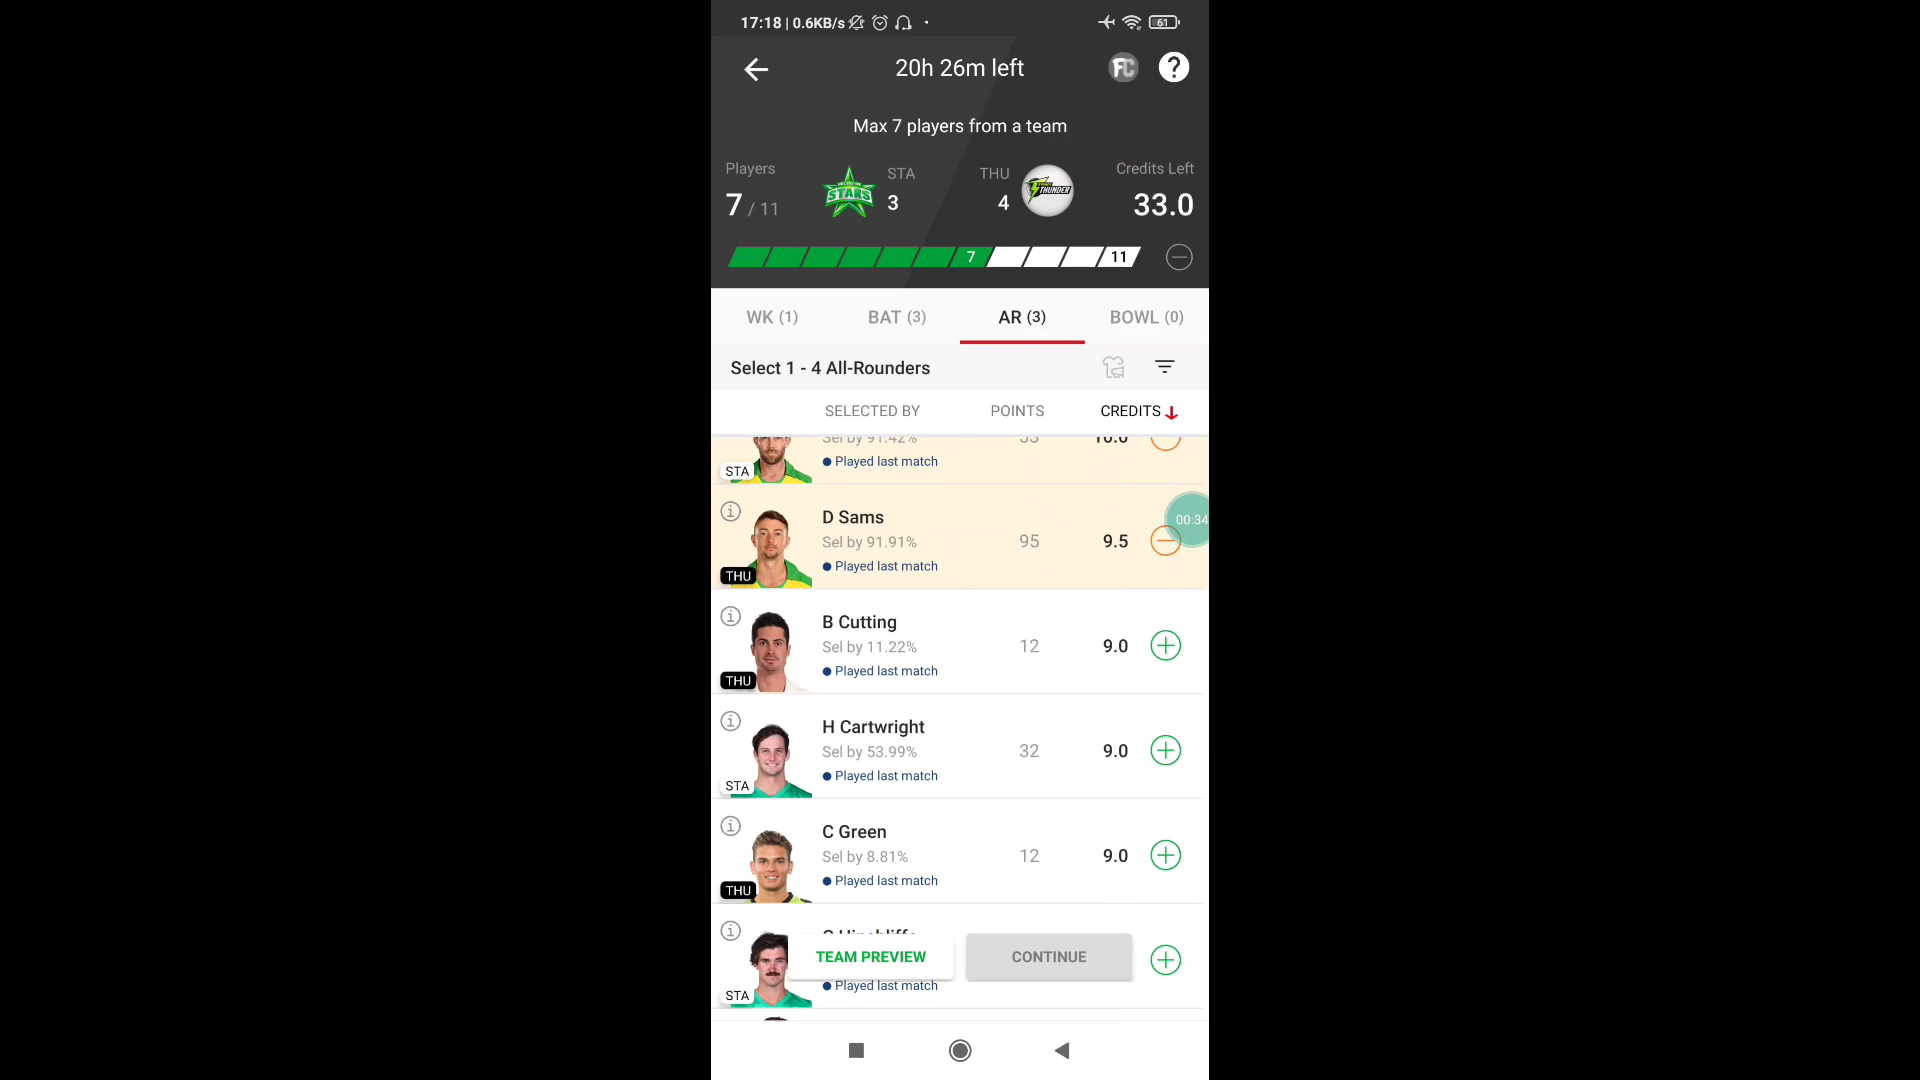 17:18 | 0.6KB/s
61
20h 26m left
FC
?
Max 7 players from a team
Players
STA
THU
Credits Left
7 / 11
STARS
3
4
THUNDER
33.0
7
11
WK (1)
BAT (3)
AR (3)
BOWL (0)
Select 1 - 4 All-Rounders
SELECTED BY
POINTS
CREDITS
Sel by 91.42%
10.0
Played last match
STA
D Sams
00:34
Sel by 91.91%
95
9.5
Played last match
THU
B Cutting
Sel by 11.22%
12
9.0
Played last match
THU
H Cartwright
Sel by 53.99%
32
9.0
Played last match
STA
C Green
Sel by 8.81%
12
9.0
Played last match
THU
TEAM PREVIEW
CONTINUE
Played last match
STA